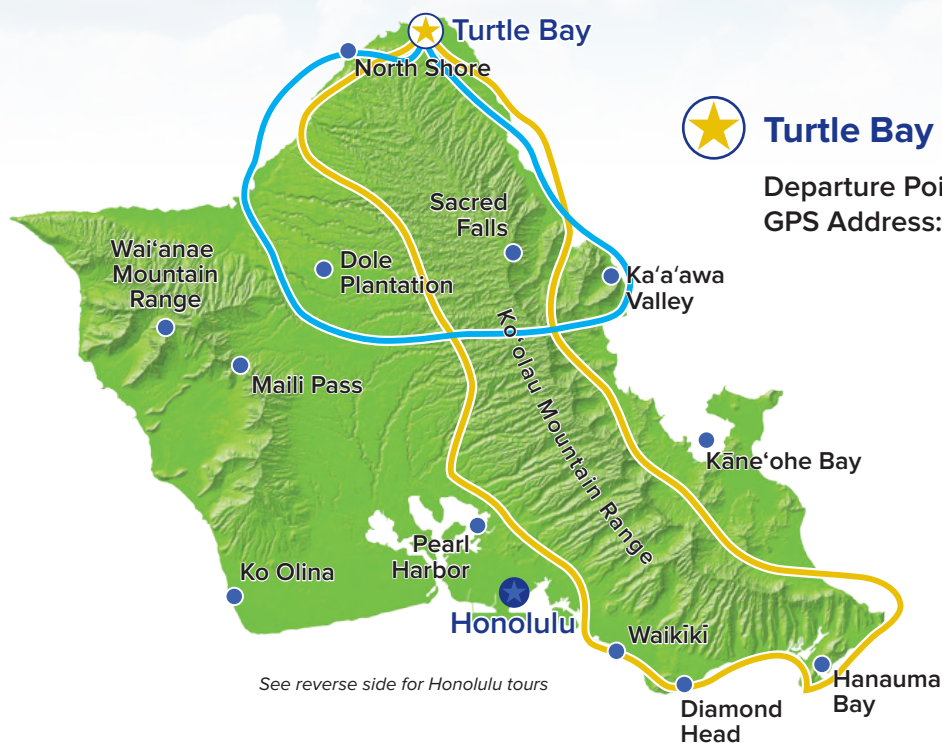 Turtle Bay
North Shore
Turtle Bay
Departure Poi
GPS Address:
Sacred
Falls
Wai‘anae
Mountain
Range
Dole
Plantation
Ka‘a‘awa
Valley
Ko‘olau Mountain Range
Maili Pass
Kāne‘ohe Bay
Pearl
Harbor
Ko Olina
Honolulu
Waikīkī
See reverse side for Honolulu tours
Hanauma
Bay
Diamond
Head